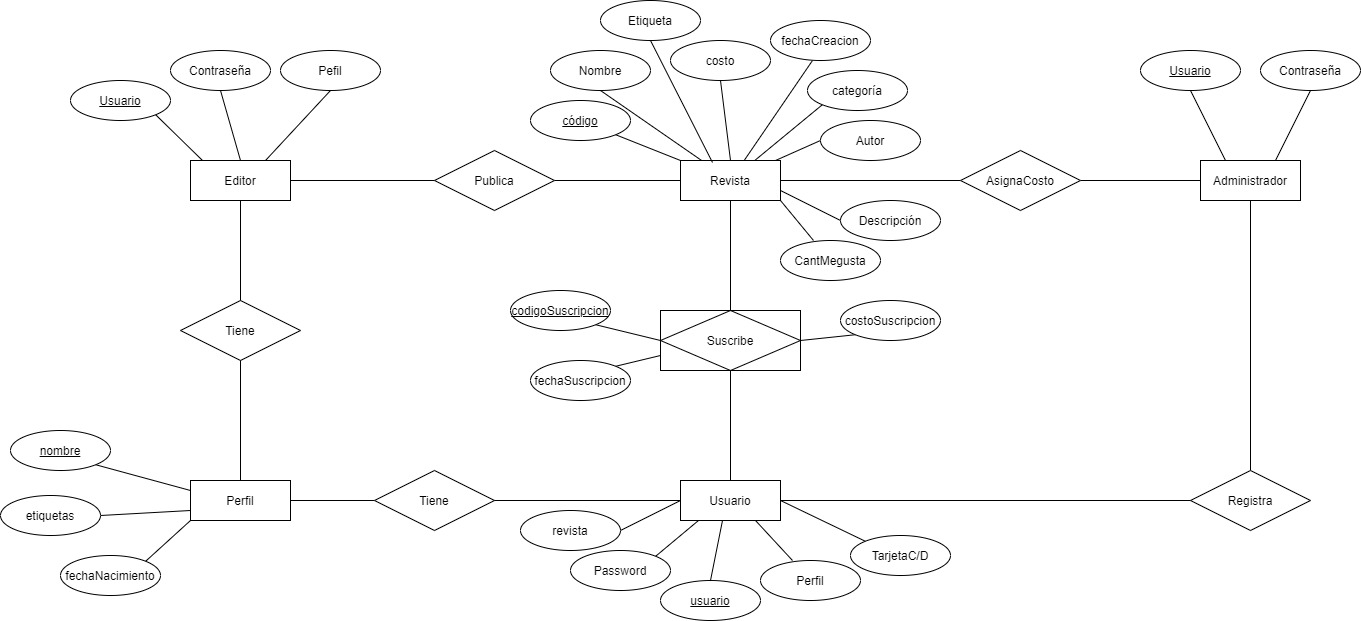 Etiqueta
fechaCreacion
costo
Nombre
Contraseña
Pefil
Usuario
Contraseña
categoría
Usuario
código
Autor
Editor
Publica
Revista
AsignaCosto
Administrador
Descripción
CantMegusta
codigoSuscripcion
costoSuscripcion
Tiene
Suscribe
fechaSuscripcion
nombre
Perfil
Tiene
Usuario
Registra
etiquetas
revista
TarjetaC/D
fechaNacimiento
Password
Perfil
usuario